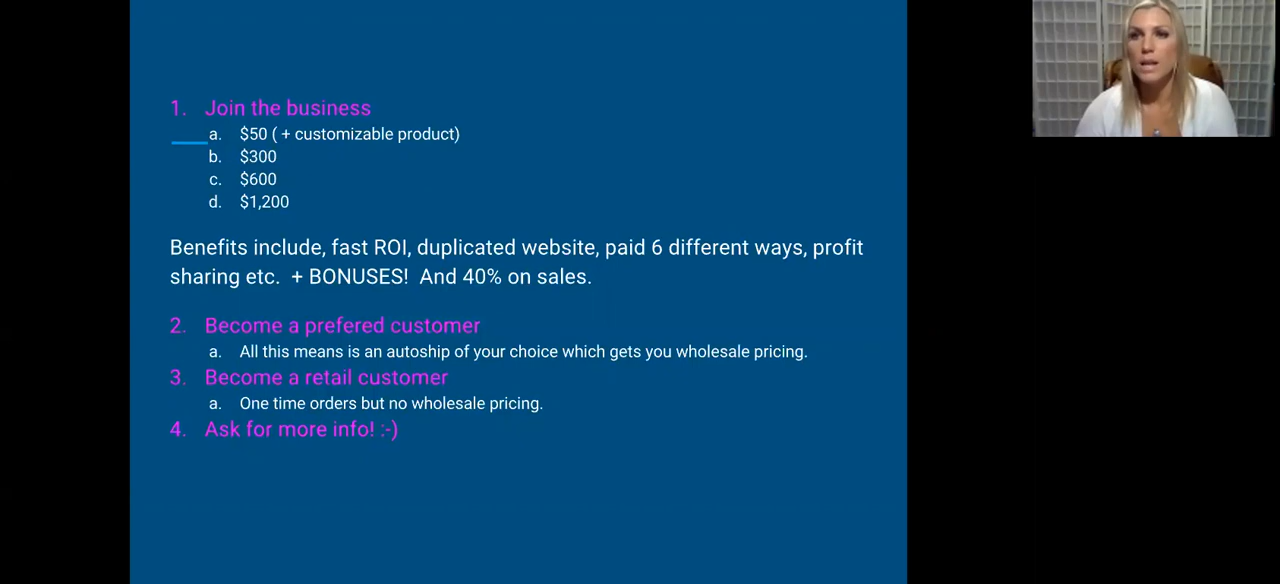 1. Join the business
a. $50 ( + customizable product)
b. $300
c. $600
d. $1,200
Benefits include, fast ROI, duplicated website, paid 6 different ways, profit
sharing etc. + BONUSES! And 40% on sales.
2. Become a prefered customer
a. All this means is an autoship of your choice which gets you wholesale pricing.
3. Become a retail customer
a. One time orders but no wholesale pricing.
4. Ask for more info! :-)